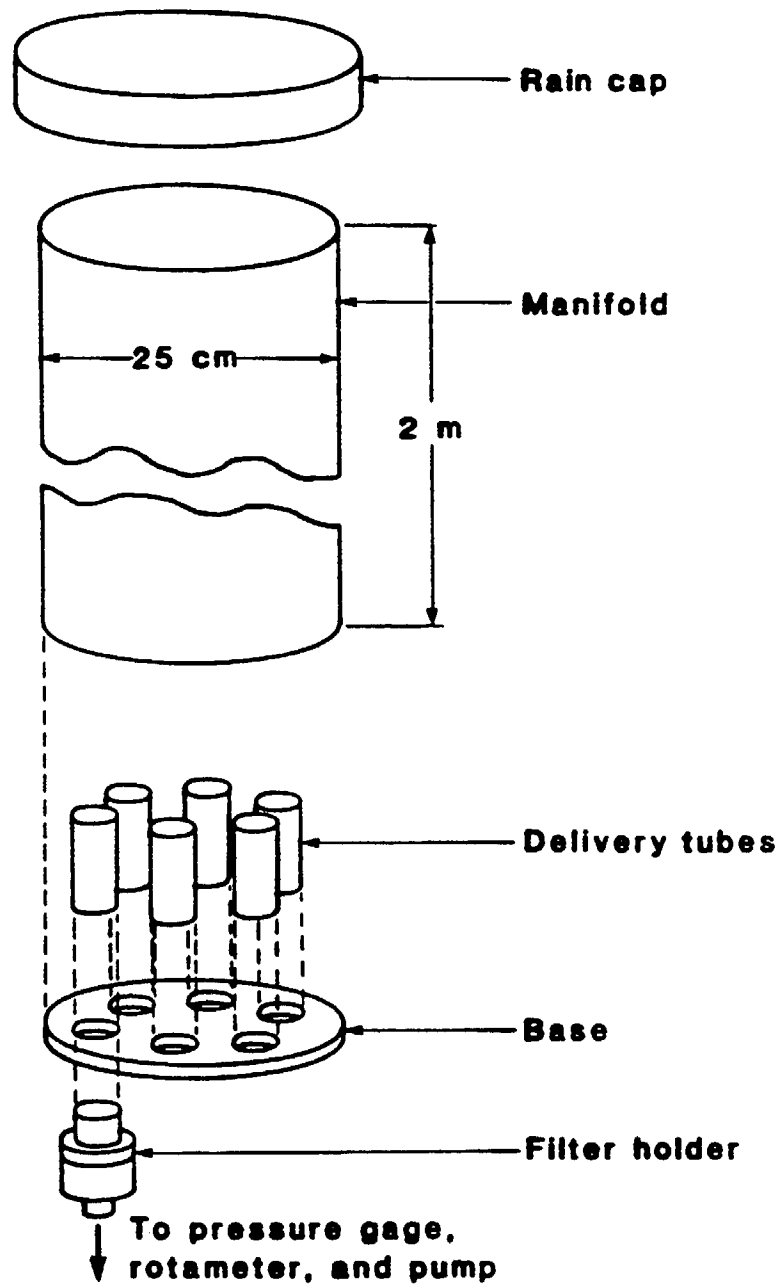 Rain cap
Manifold
25 cm
2 m
Delivery tubes
Base
Filter holder
To pressure gage,
rotameter, and pump